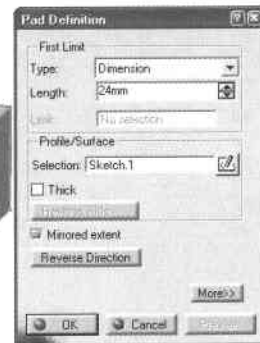 Pad Definition
First Limit
Type: Dimension
Length: 24mm
Limit: No selection
Profile/Surface
Selection: Sketch.1
Thick
Mirrored extent
Reverse Direction
More>>
OK Cancel Preview